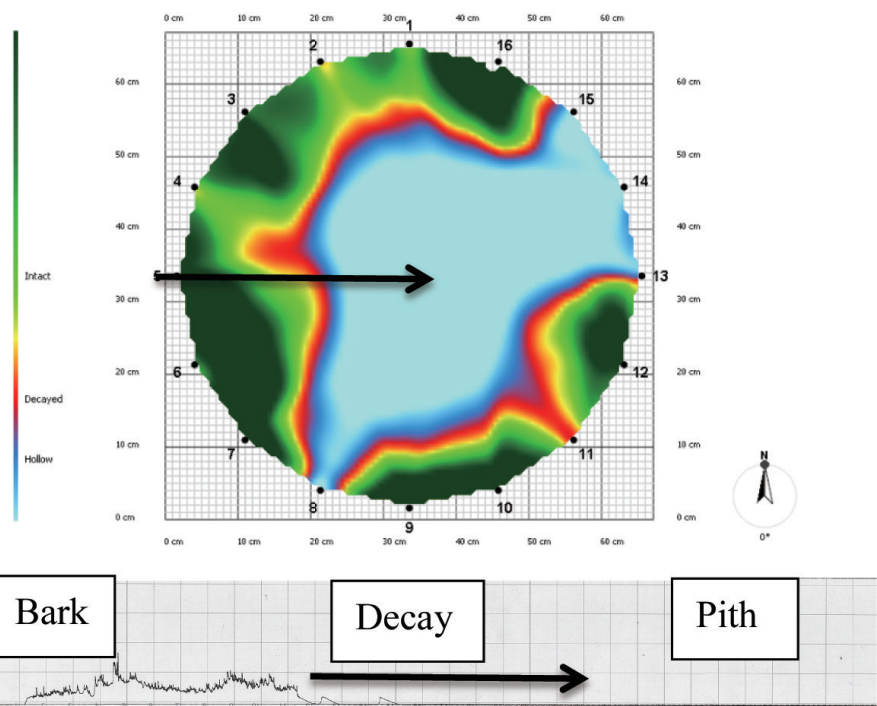 0 cm 10 cm 20 cm 30 cm 40 cm 50 cm 60 cm
1
2 16
3 15
60 cm 60 cm
50 cm 50 cm
4 14
40 cm 40 cm
5 13
Intact
30 cm 30 cm
6 12
20 cm 20 cm
Decayed
7 11
10 cm 10 cm
Hollow
8 10
9
N
0 cm 0 cm
0°
0 cm 10 cm 20 cm 30 cm 40 cm 50 cm 60 cm
Bark Decay Pith